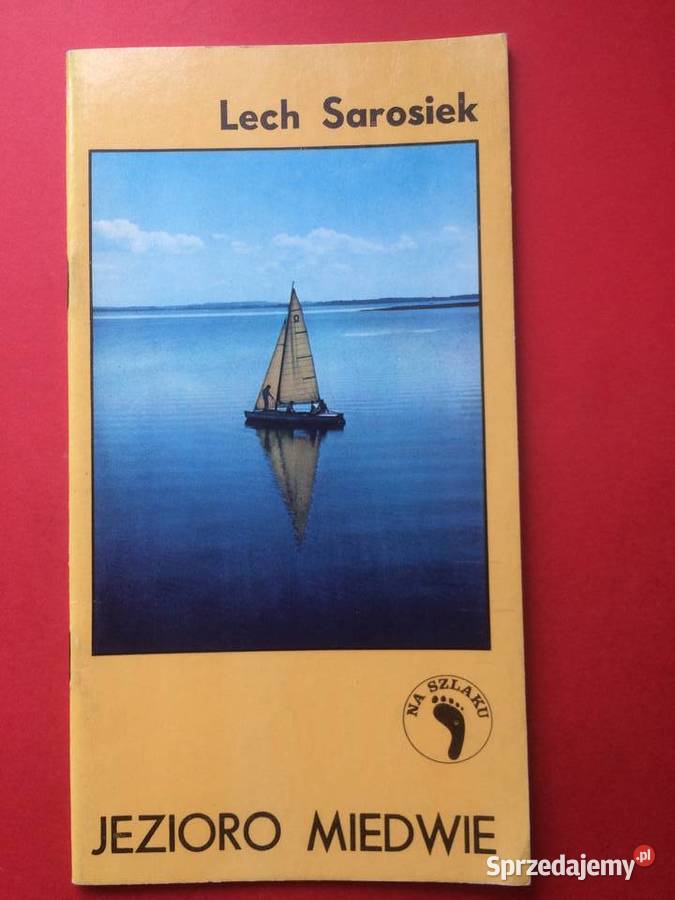 Lech Sarosiek
NA SZLAKU
JEZIORO MIEDWIE
Sprzedajemy.pl